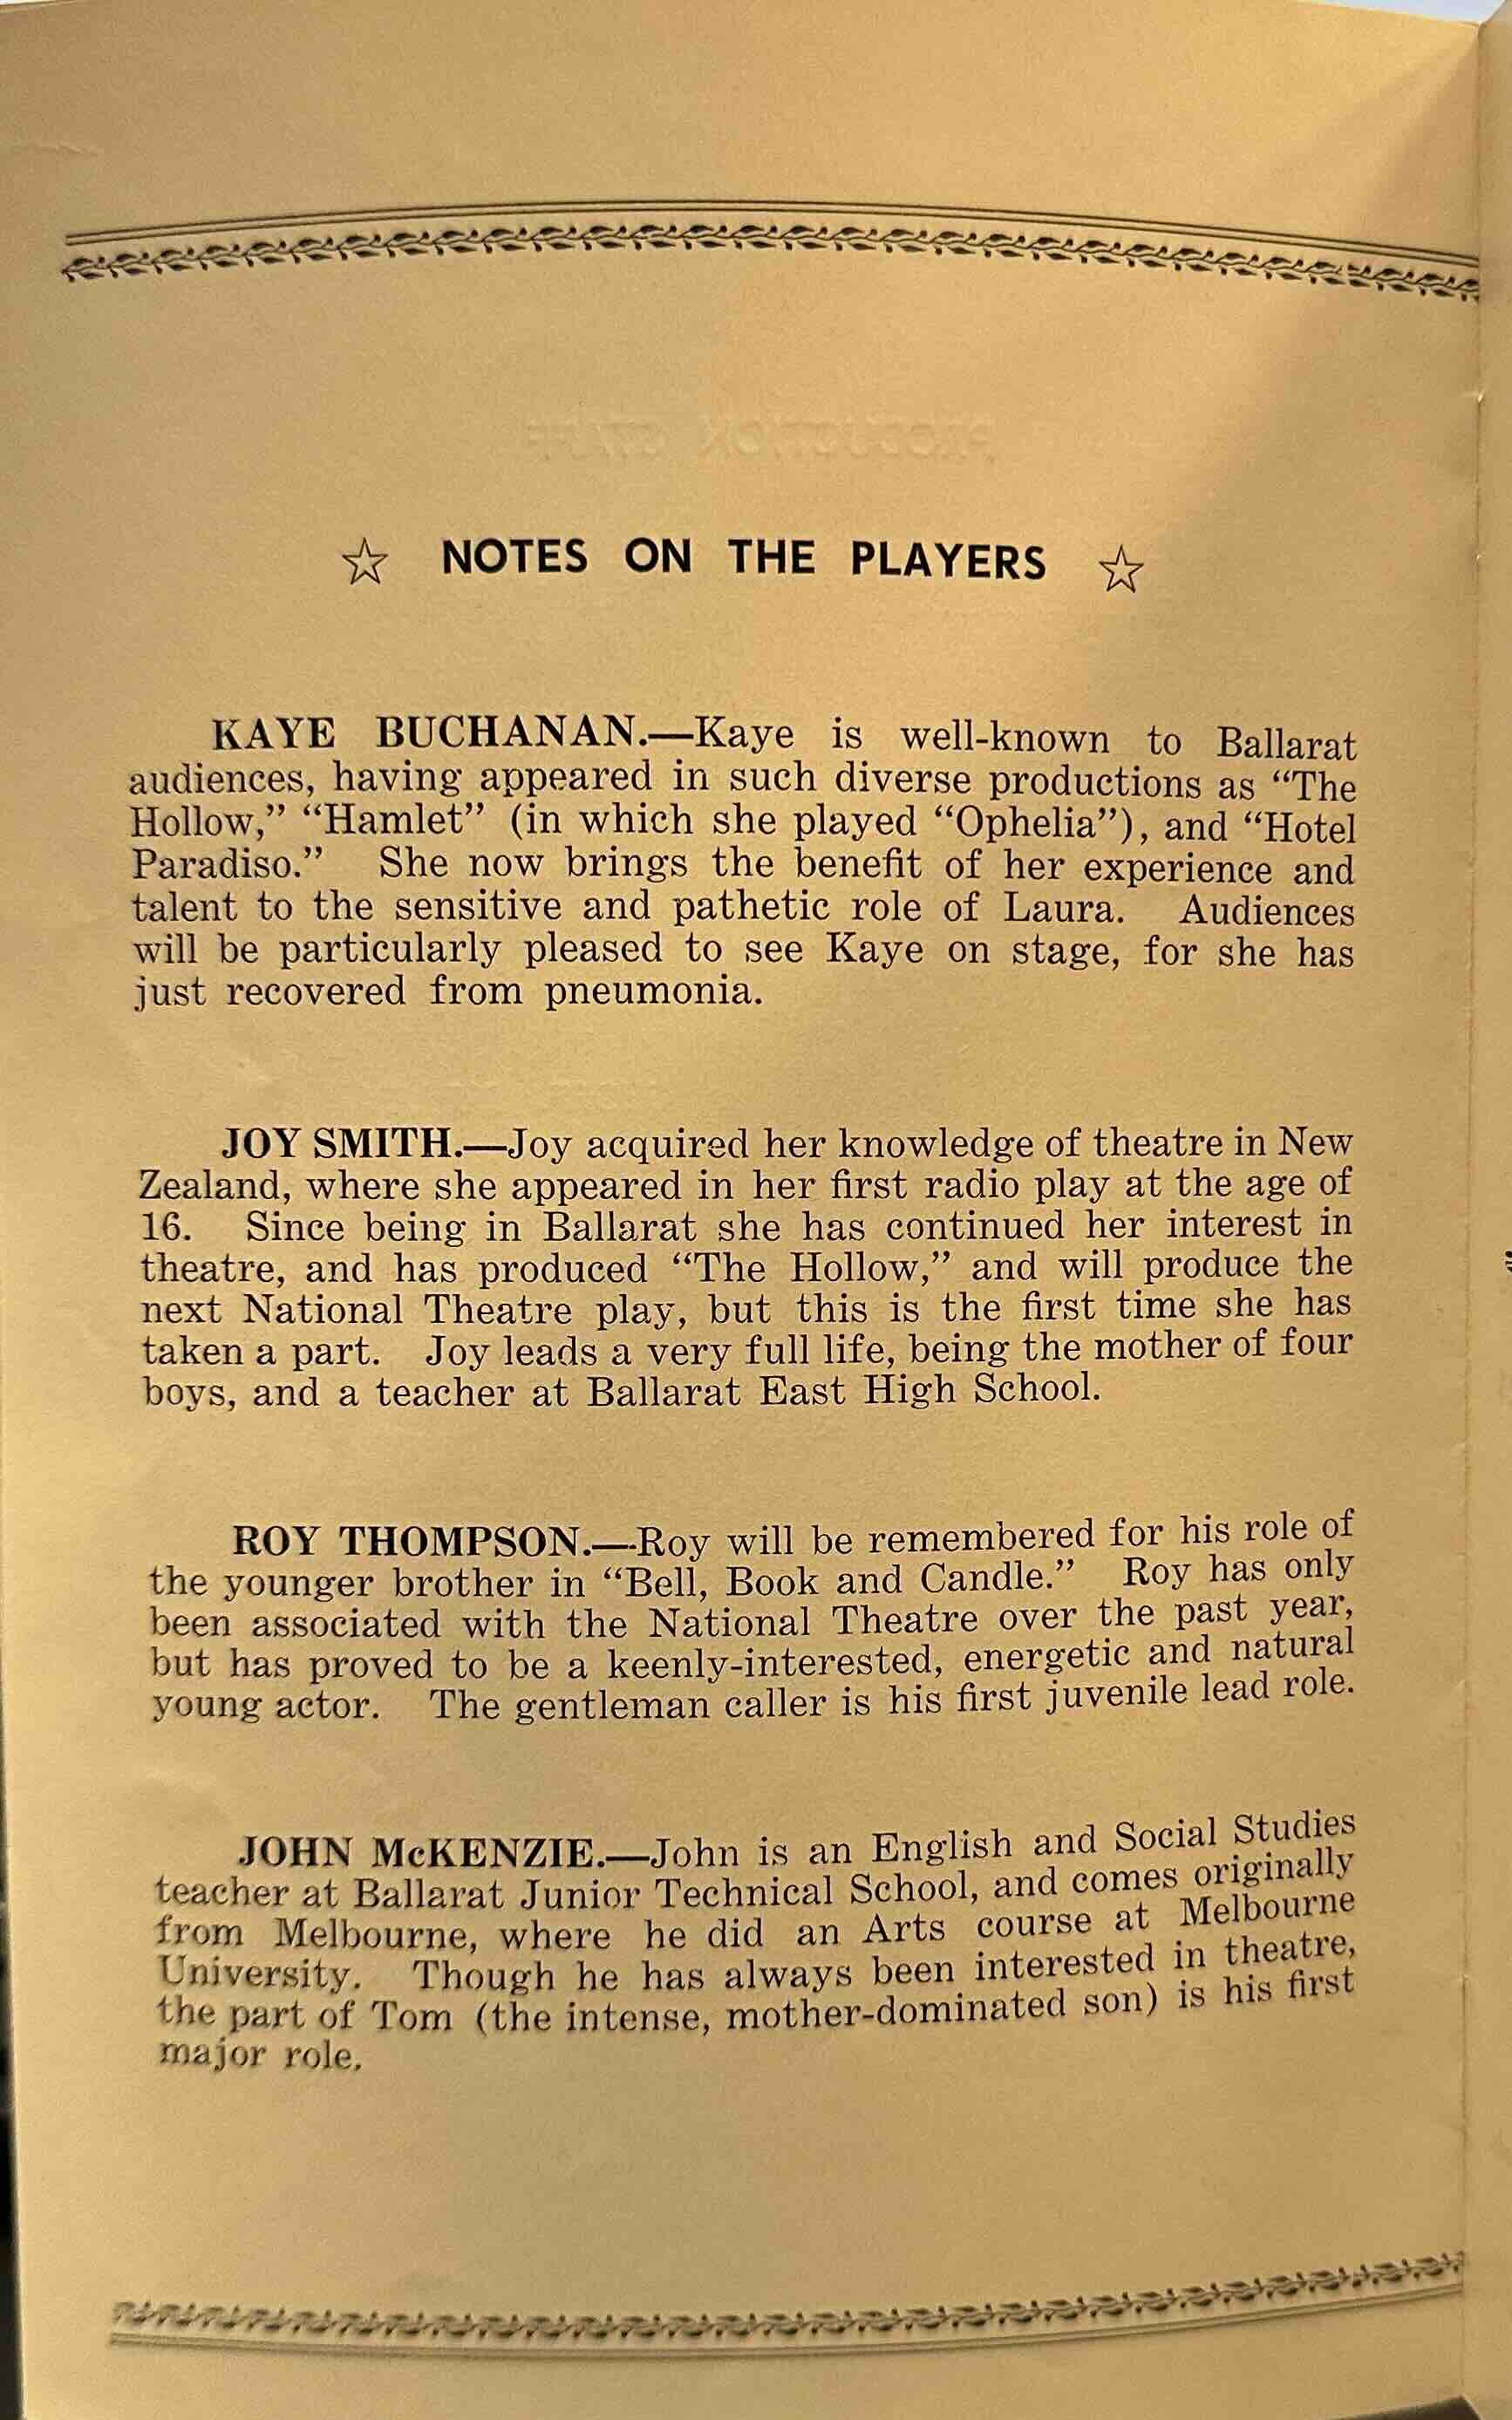 ☆ NOTES ON THE PLAYERS ☆
KAYE BUCHANAN.—Kaye is well-known to Ballarat
audiences, having appeared in such diverse productions as “The
Hollow,” “Hamlet” (in which she played “Ophelia”), and “Hotel
Paradiso.” She now brings the benefit of her experience and
talent to the sensitive and pathetic role of Laura. Audiences
will be particularly pleased to see Kaye on stage, for she has
just recovered from pneumonia.
JOY SMITH.—Joy acquired her knowledge of theatre in New
Zealand, where she appeared in her first radio play at the age of
16. Since being in Ballarat she has continued her interest in
theatre, and has produced “The Hollow,” and will produce the
next National Theatre play, but this is the first time she has
taken a part. Joy leads a very full life, being the mother of four
boys, and a teacher at Ballarat East High School.
ROY THOMPSON.—Roy will be remembered for his role of
the younger brother in “Bell, Book and Candle.” Roy has only
been associated with the National Theatre over the past year,
but has proved to be a keenly-interested, energetic and natural
young actor. The gentleman caller is his first juvenile lead role.
JOHN McKENZIE.—John is an English and Social Studies
teacher at Ballarat Junior Technical School, and comes originally
from Melbourne, where he did an Arts course at Melbourne
University. Though he has always been interested in theatre,
the part of Tom (the intense, mother-dominated son) is his first
major role.